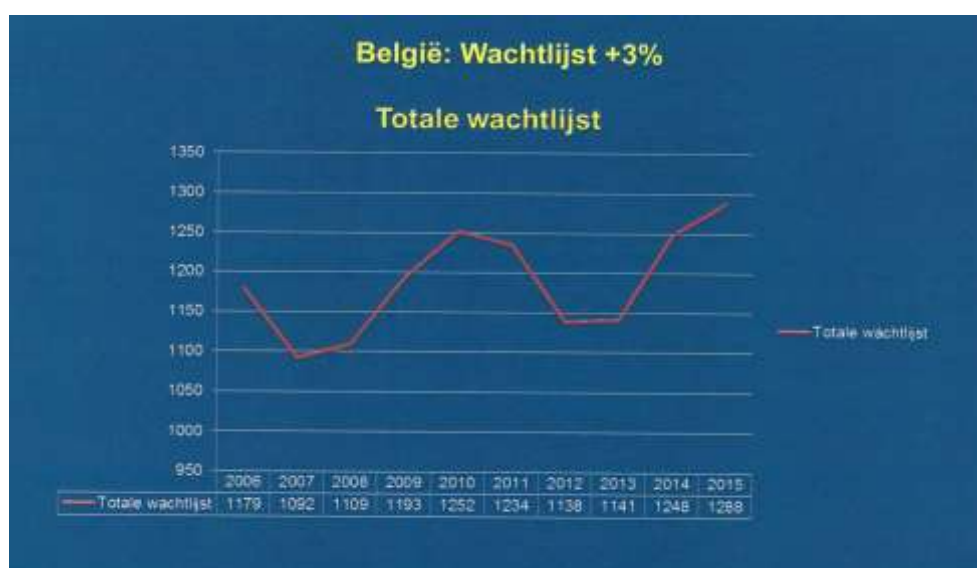 België: Wachtlijst +3%
Totale wachtlijst
1350
1300
1250
1200
1150
1100
1050
1000
950
Totale wachtlijst
2006 2007 2008 2009 2010 2011 2012 2013 2014 2015
Totale wachtlijst 1179 1092 1109 1193 1252 1234 1138 1141 1248 1288